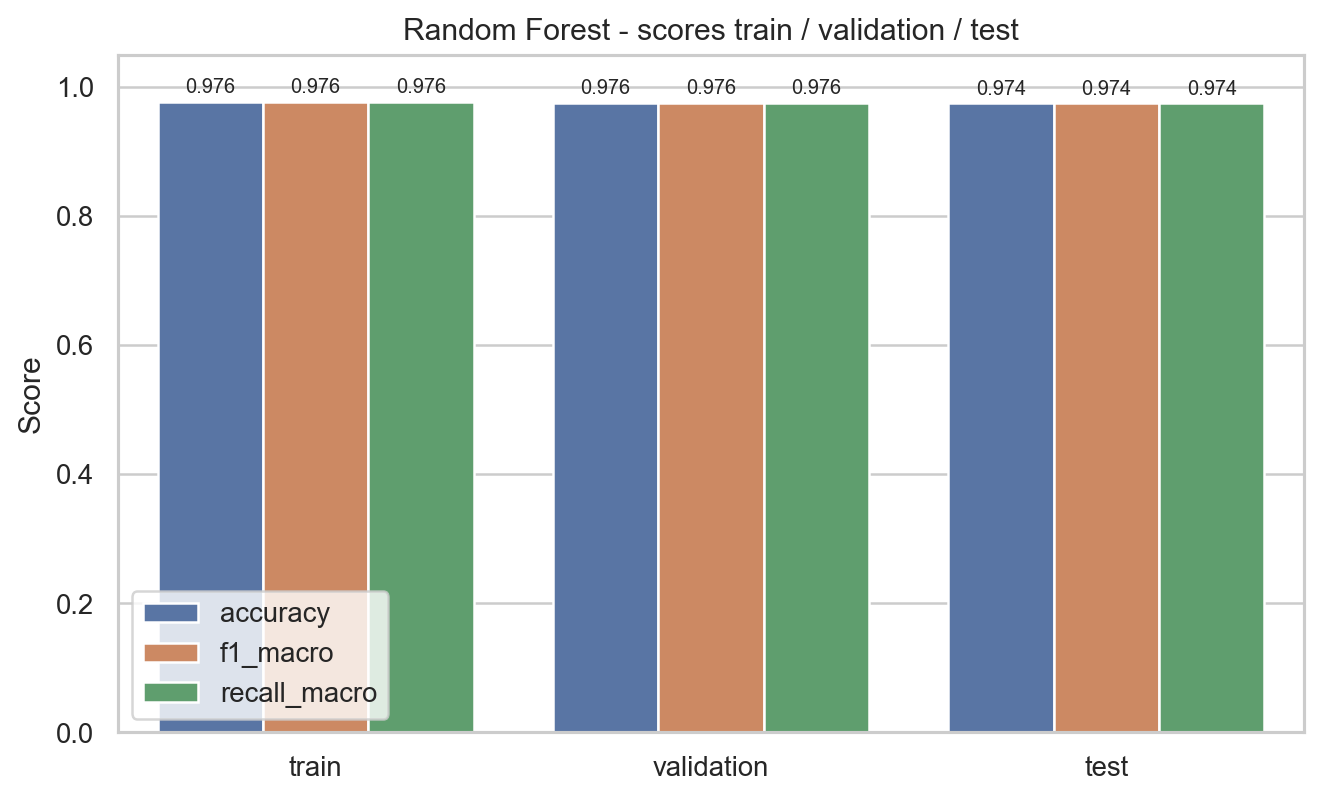 Random Forest - scores train / validation / test
Score
1.0
0.8
0.6
0.4
0.2
0.0
0.976 0.976 0.976 0.976 0.976 0.976 0.974 0.974 0.974
accuracy
f1_macro
recall_macro
train validation test